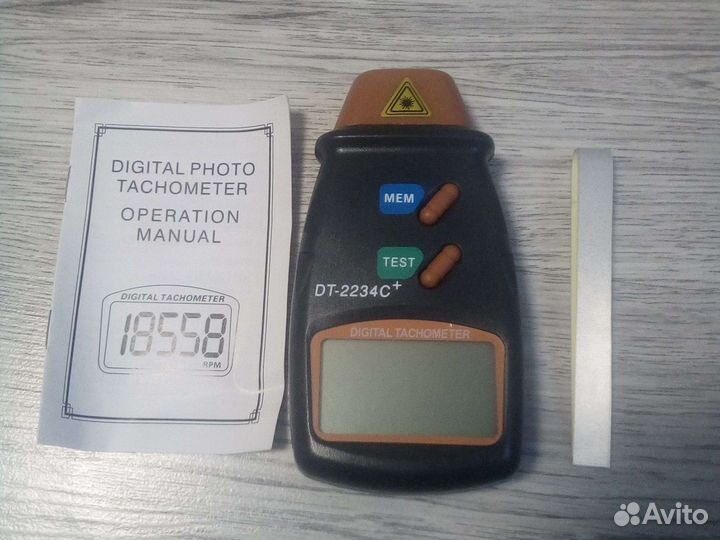 DIGITAL PHOTO
TACHOMETER
OPERATION
MANUAL
DIGITAL TACHOMETER
18558
RPM
MEM
TEST
DT-2234C+
DIGITAL TACHOMETER
Avito